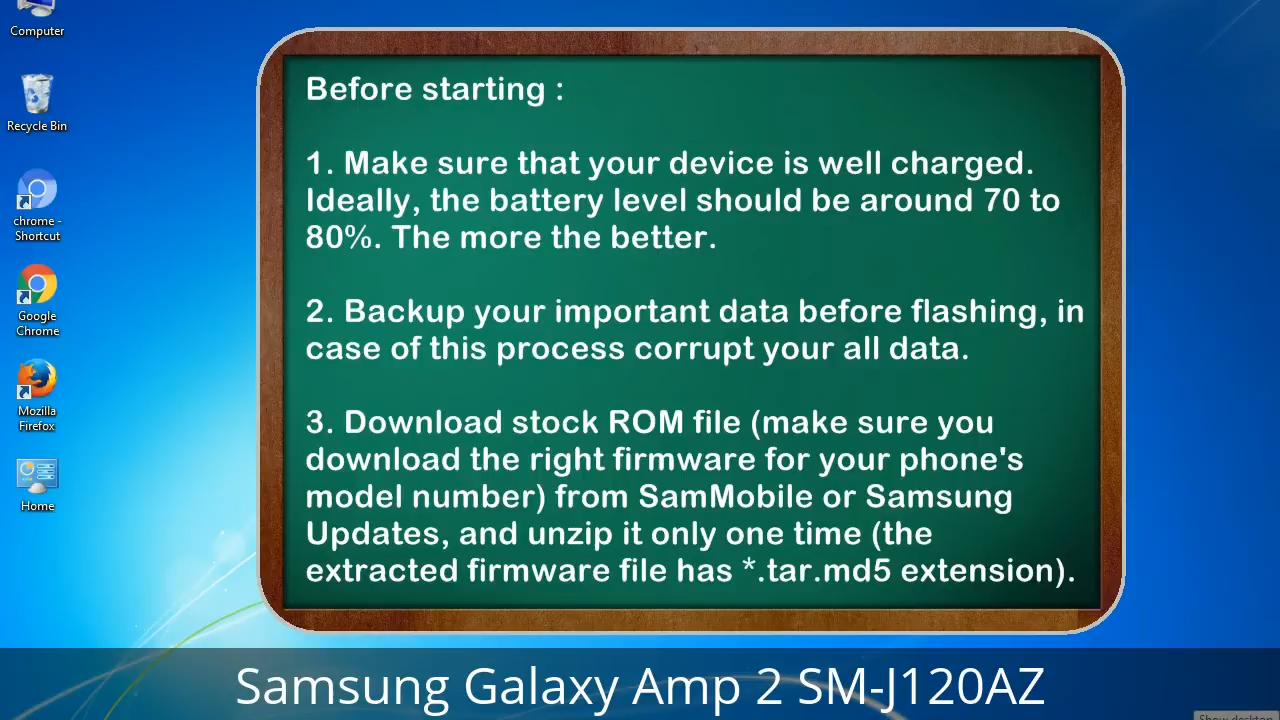 Computer
Recycle Bin
chrome -
Shortcut
Google
Chrome
Mozilla
Firefox
Home
Before starting :
1. Make sure that your device is well charged.
Ideally, the battery level should be around 70 to
80%. The more the better.
2. Backup your important data before flashing, in
case of this process corrupt your all data.
3. Download stock ROM file (make sure you
download the right firmware for your phone's
model number) from SamMobile or Samsung
Updates, and unzip it only one time (the
extracted firmware file has *.tar.md5 extension).
Samsung Galaxy Amp 2 SM-J120AZ
Show desktop